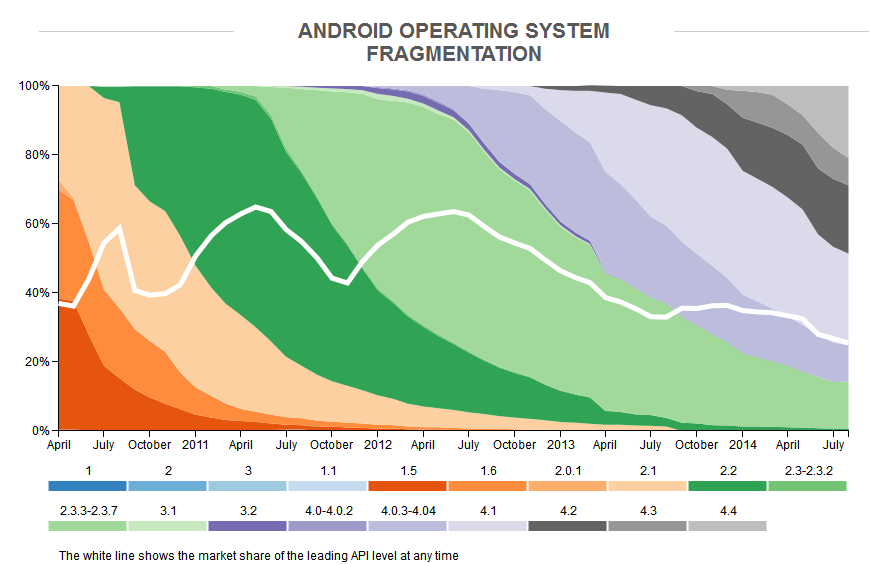 ANDROID OPERATING SYSTEM
FRAGMENTATION
100%
80%
60%
40%
20%
0%
April July October 2011 April July October 2012 April July October 2013 April July October 2014 April July
1 2 3 1.1 1.5 1.6 2.0.1 2.1 2.2 2.3-2.3.2
2.3.3-2.3.7 3.1 3.2 4.0-4.0.2 4.0.3-4.04 4.1 4.2 4.3 4.4
The white line shows the market share of the leading API level at any time